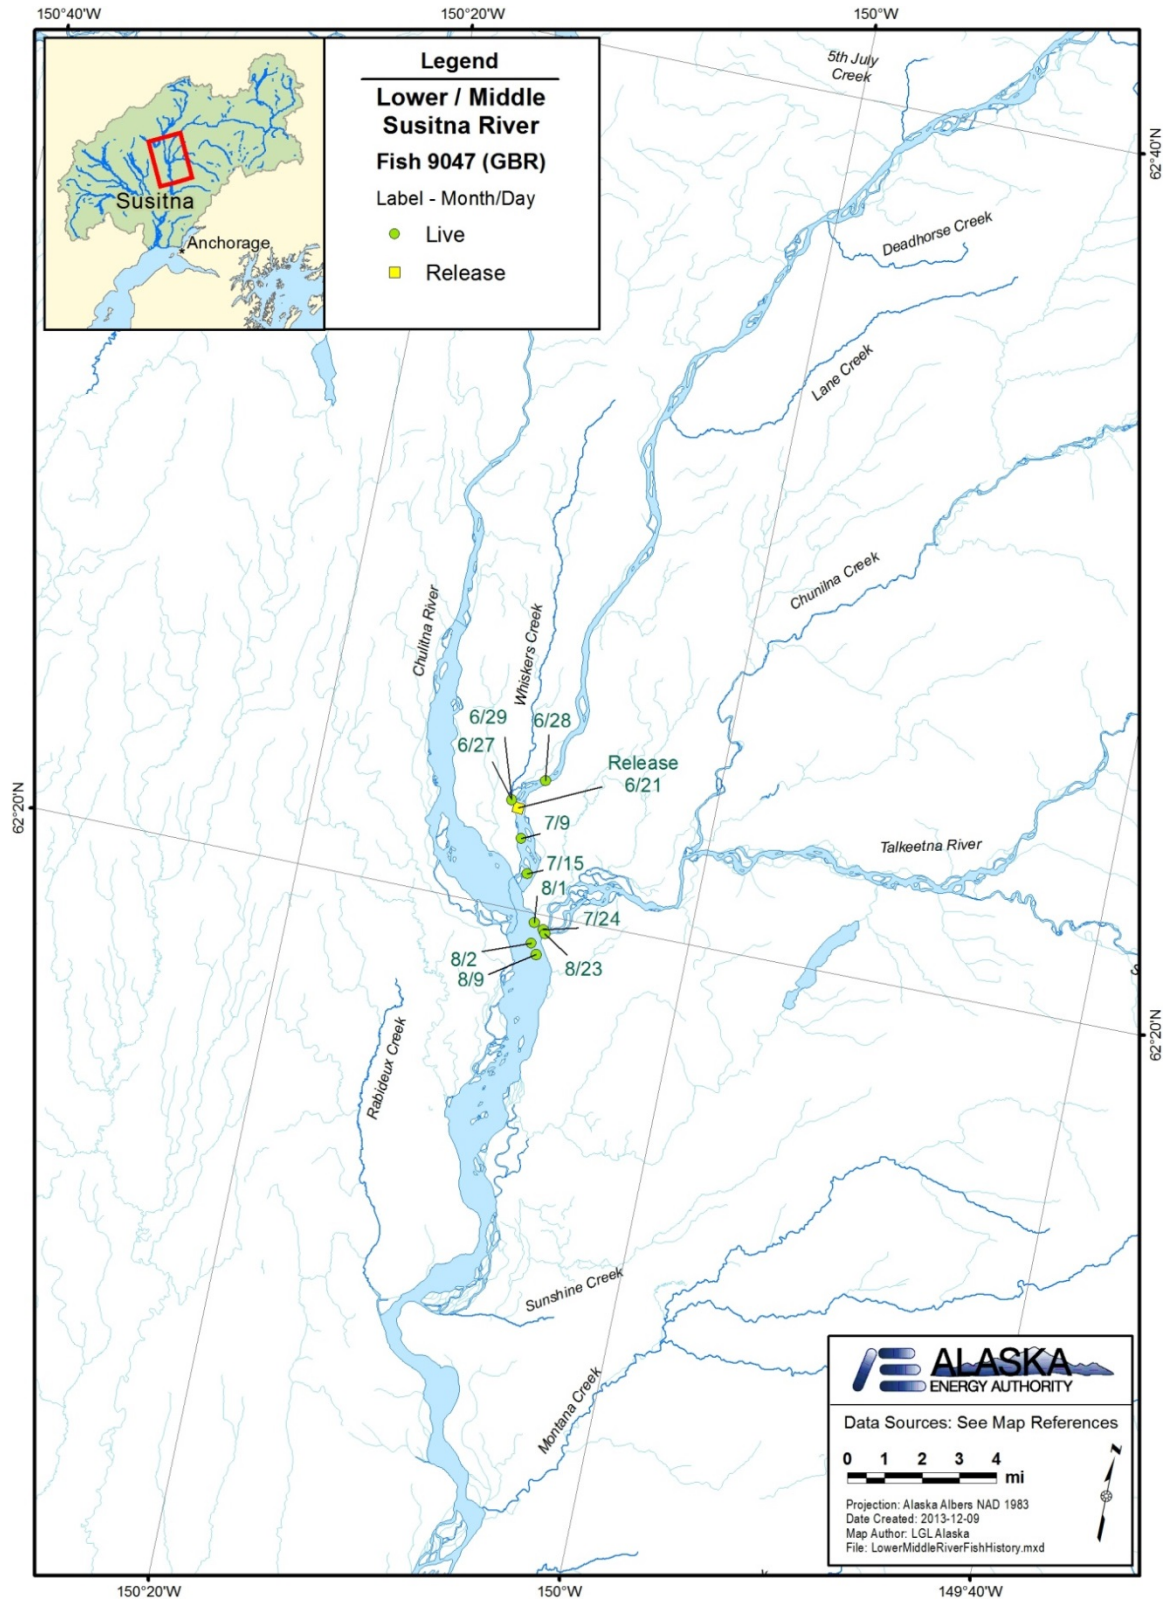 150°40'W
150°20'W
150°W
Legend
Lower / Middle
Susitna River
Fish 9047 (GBR)
Label - Month/Day
Live
Release
Susitna
Anchorage
5th July
Creek
62°40'N
Deadhorse Creek
Lane Creek
Chunilna Creek
Chulitna River
Whiskers Creek
6/29
6/28
6/27
Release
6/21
62°20'N
7/9
7/15
Talkeetna River
8/1
7/24
8/2
8/23
8/9
S
Rabideux Creek
62°20'N
Sunshine Creek
Montana Creek
ALASKA
ENERGY AUTHORITY
Data Sources: See Map References
0 1 2 3 4
mi
N
Projection: Alaska Albers NAD 1983
Date Created: 2013-12-09
Map Author: LGL Alaska
File: LowerMiddleRiverFishHistory.mxd
150°20'W
150°W
149°40'W